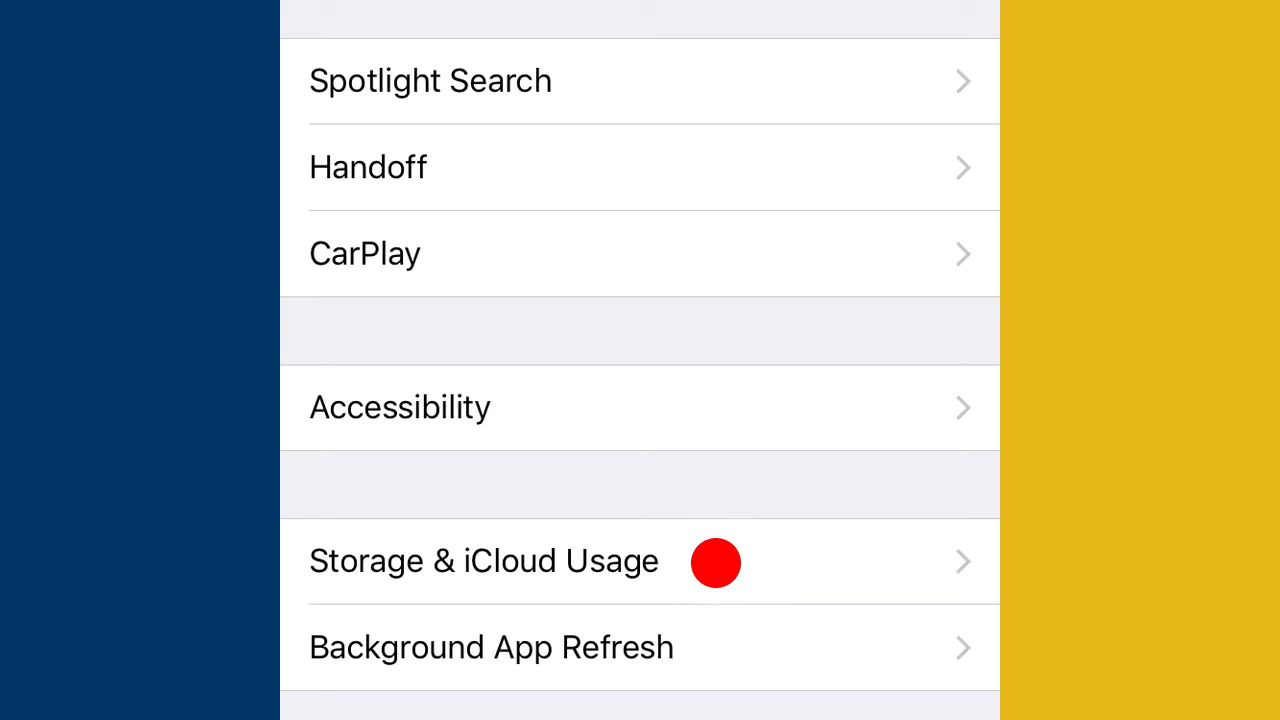 Spotlight Search
Handoff
CarPlay
Accessibility
Storage & iCloud Usage
Background App Refresh